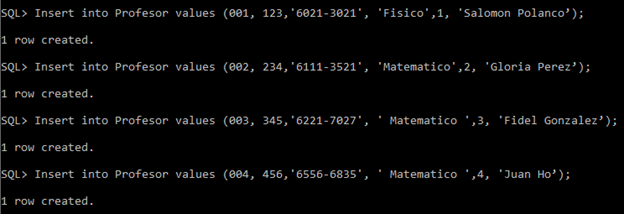 SQL> Insert into Profesor values (001, 123,'6021-3021', 'Fisico',1, 'Salomon Polanco’);
1 row created.
SQL> Insert into Profesor values (002, 234,'6111-3521', 'Matematico',2, 'Gloria Perez’);
1 row created.
SQL> Insert into Profesor values (003, 345,'6221-7027', ' Matematico ',3, 'Fidel Gonzalez’);
1 row created.
SQL> Insert into Profesor values (004, 456,'6556-6835', ' Matematico ',4, 'Juan Ho’);
1 row created.